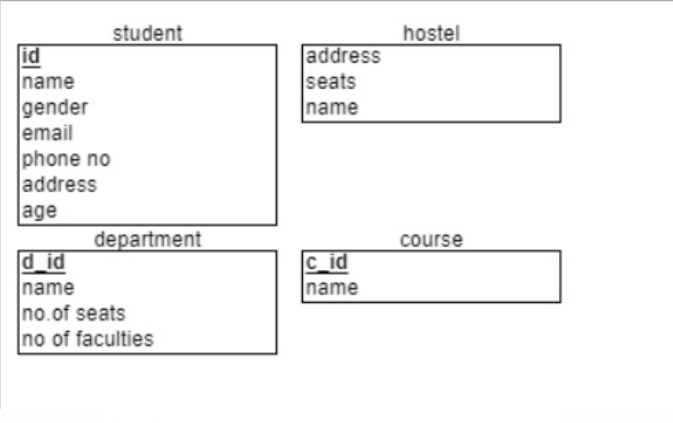 student
id
name
gender
email
phone no
address
age
hostel
address
seats
name
department
d_id
name
no.of seats
no of faculties
course
c_id
name